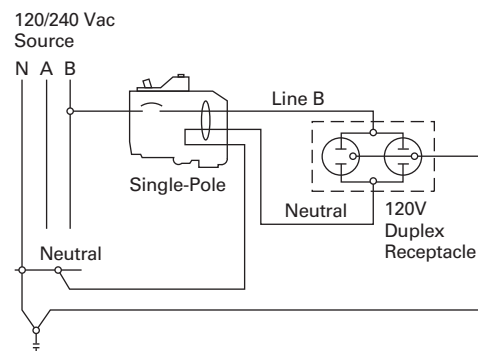 120/240 Vac
Source
N A B
Line B
Single-Pole
Neutral
120V
Duplex
Receptacle
Neutral